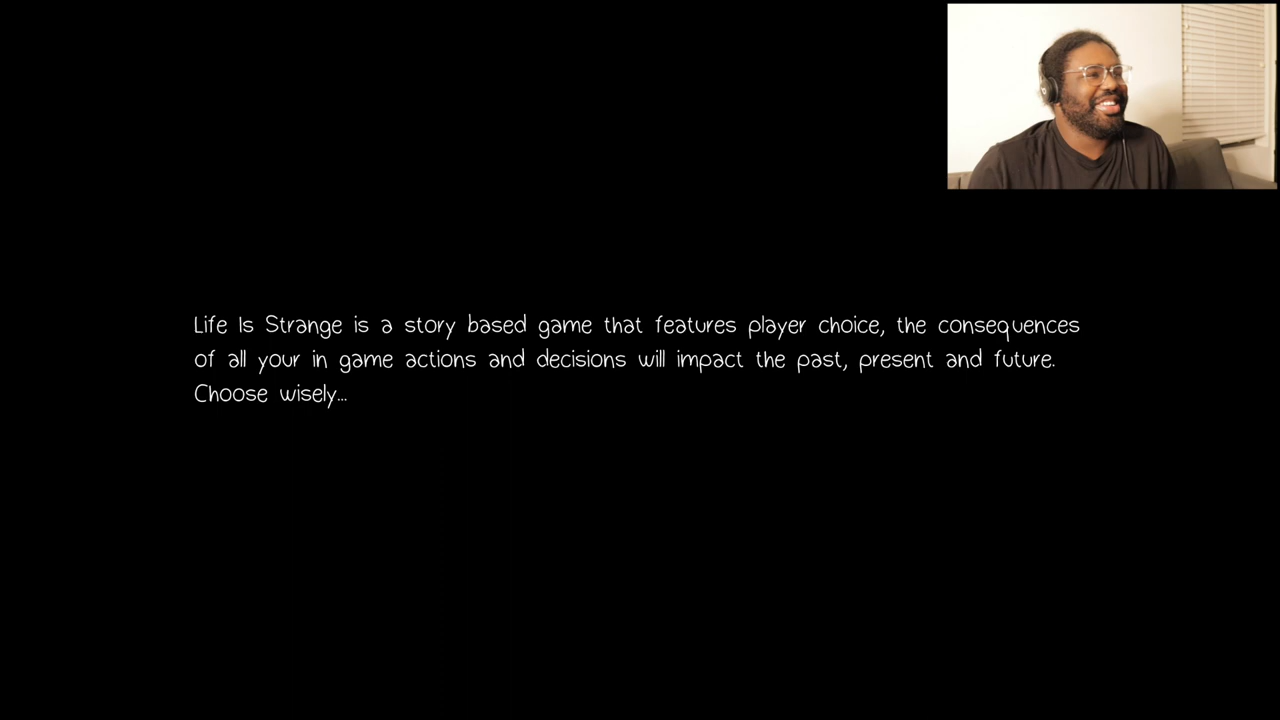 Life Is Strange is a story based game that features player choice, the consequences
of all your in game actions and decisions will impact the past, present and future.
Choose wisely...